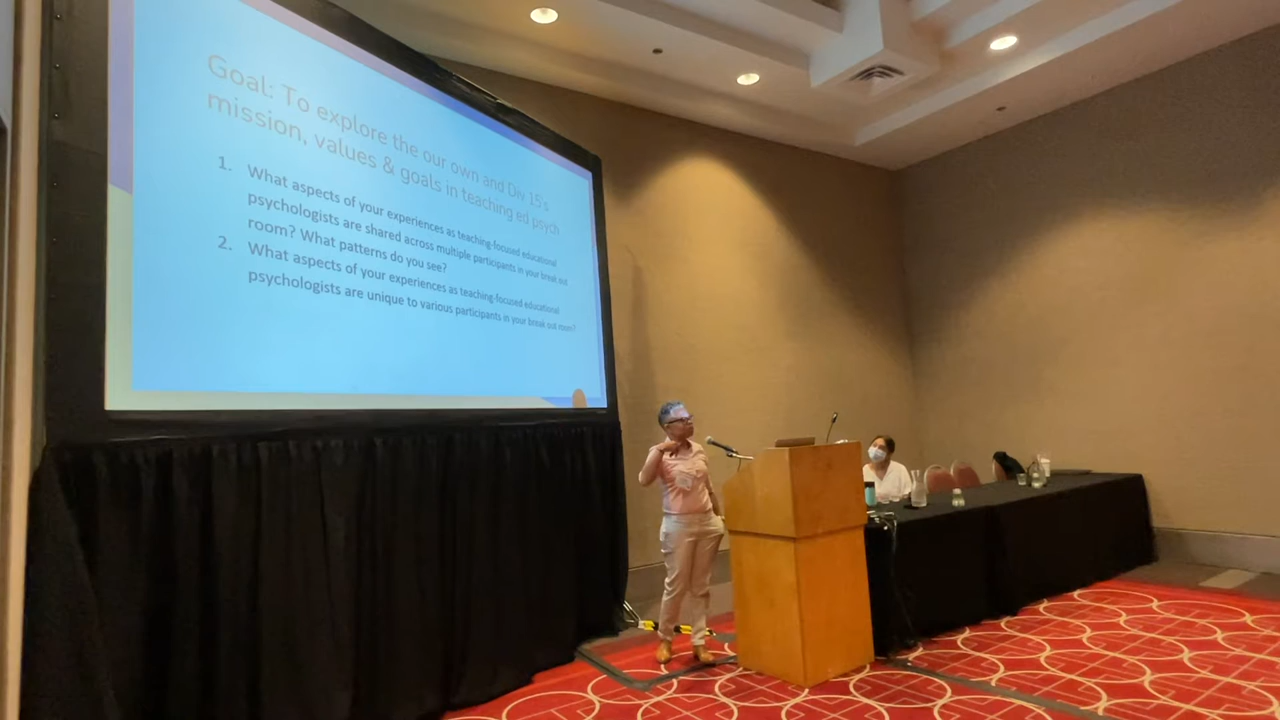 Goal: To explore the our own and Div 15's
mission, values & goals in teaching ed psych
1. What aspects of your experiences as teaching-focused educational
psychologists are shared across multiple participants in your break out
room? What patterns do you see?
2. What aspects of your experiences as teaching-focused educational
psychologists are unique to various participants in your break out room?